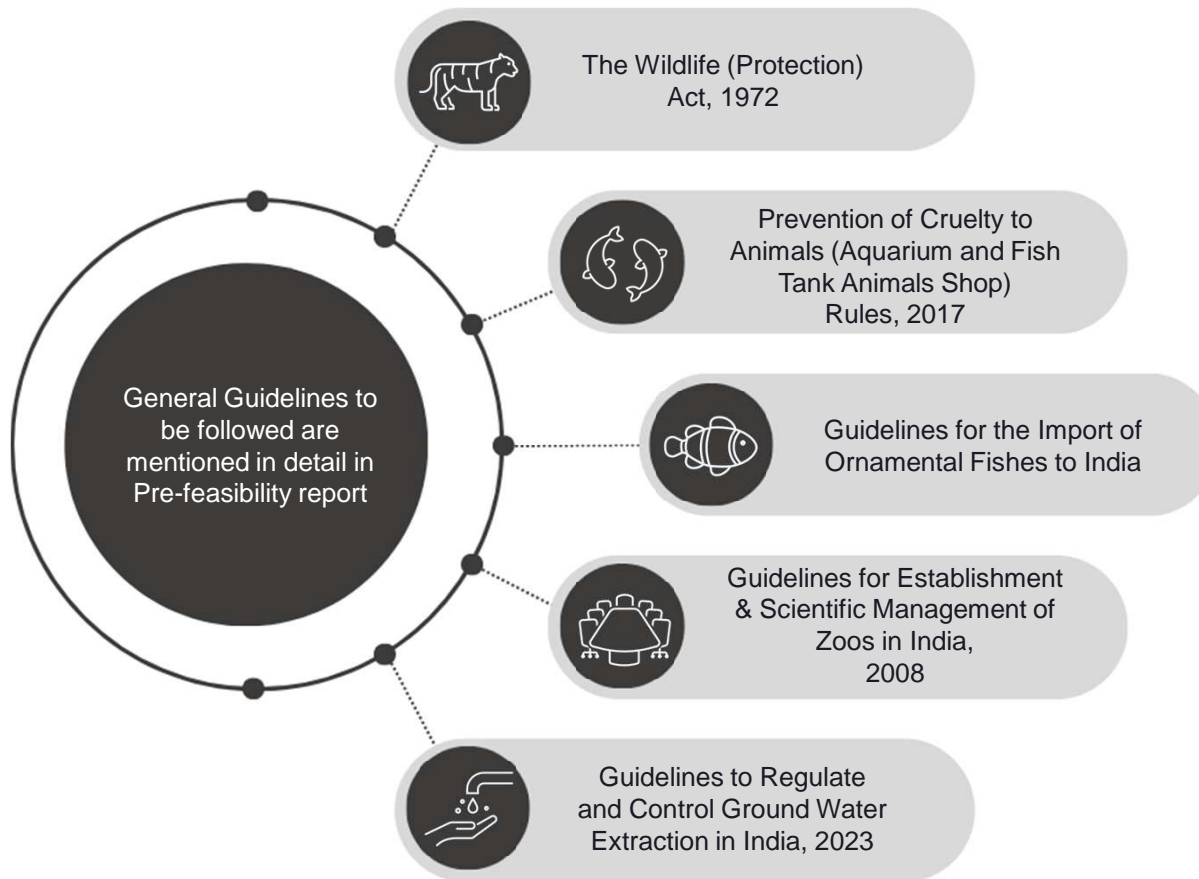 The Wildlife (Protection)
Act, 1972
Prevention of Cruelty to
Animals (Aquarium and Fish
Tank Animals Shop)
Rules, 2017
General Guidelines to
be followed are
mentioned in detail in
Pre-feasibility report
Guidelines for the Import of
Ornamental Fishes to India
Guidelines for Establishment
& Scientific Management of
Zoos in India,
2008
Guidelines to Regulate
and Control Ground Water
Extraction in India, 2023